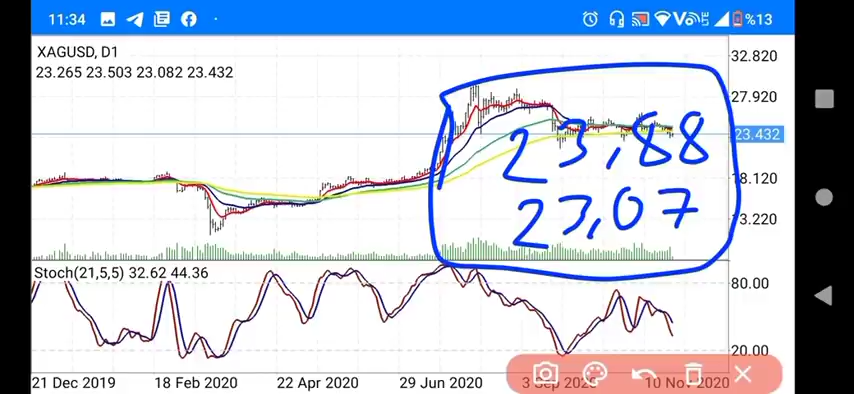 11:34
%13
XAGUSD, D1
23.265 23.503 23.082 23.432
32.820
27.920
23.432
18.120
13.220
23,88
23,07
Stoch(21,5,5) 32.62 44.36
80.00
20.00
21 Dec 2019 18 Feb 2020 22 Apr 2020 29 Jun 2020 3 Sep 2020 10 Nov 2020